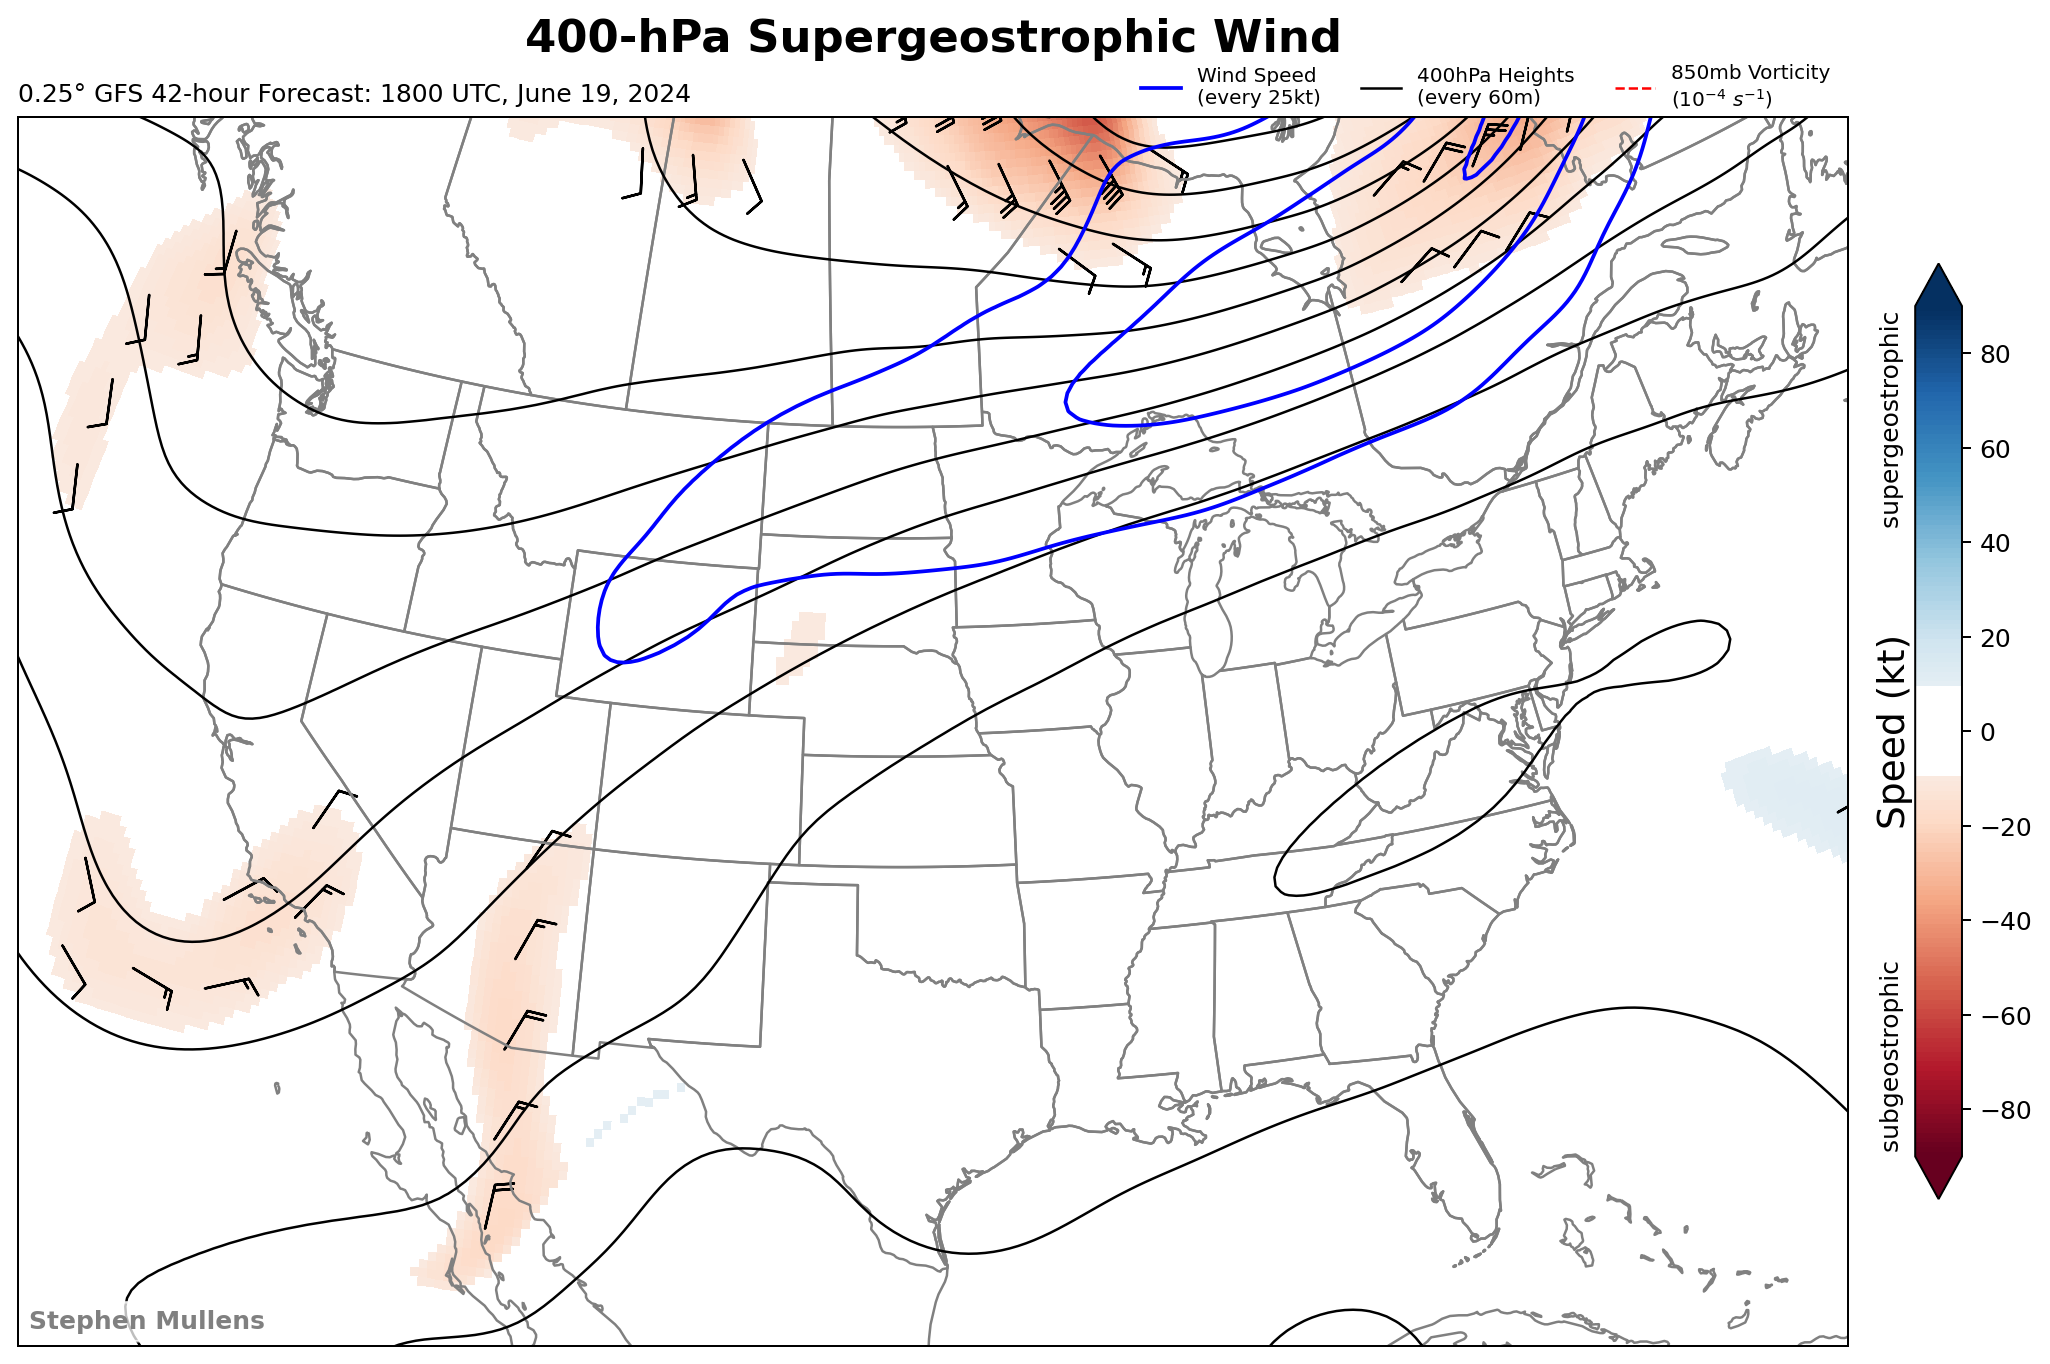 400-hPa Supergeostrophic Wind
0.25° GFS 42-hour Forecast: 1800 UTC, June 19, 2024
Wind Speed
(every 25kt)
400hPa Heights
(every 60m)
850mb Vorticity
(10⁻⁴ s⁻¹)
supergeostrophic
Speed (kt)
subgeostrophic
80
60
40
20
0
−20
−40
−60
−80
Stephen Mullens